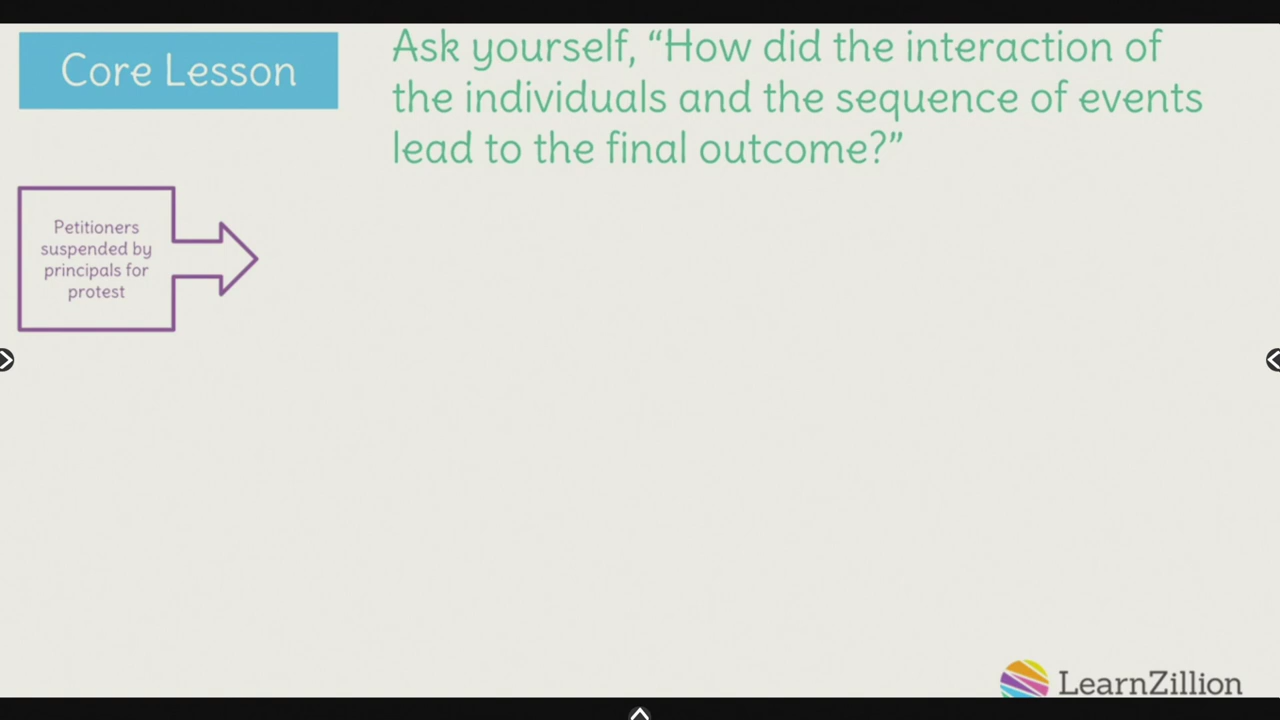 Core Lesson
Ask yourself, “How did the interaction of
the individuals and the sequence of events
lead to the final outcome?”
Petitioners
suspended by
principals for
protest
LearnZillion